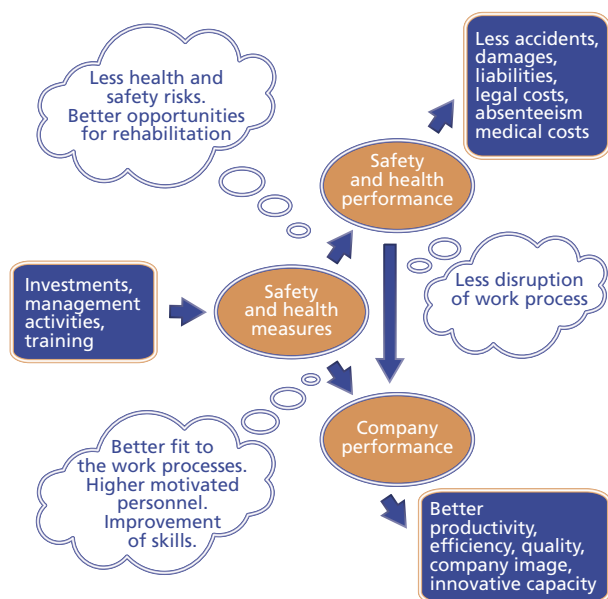 Less health and
safety risks.
Better opportunities
for rehabilitation
Less accidents,
damages,
liabilities,
legal costs,
absenteeism
medical costs
Safety
and health
performance
Investments,
management
activities,
training
Safety
and health
measures
Less disruption
of work process
Better fit to
the work processes.
Higher motivated
personnel.
Improvement
of skills.
Company
performance
Better
productivity,
efficiency, quality,
company image,
innovative capacity